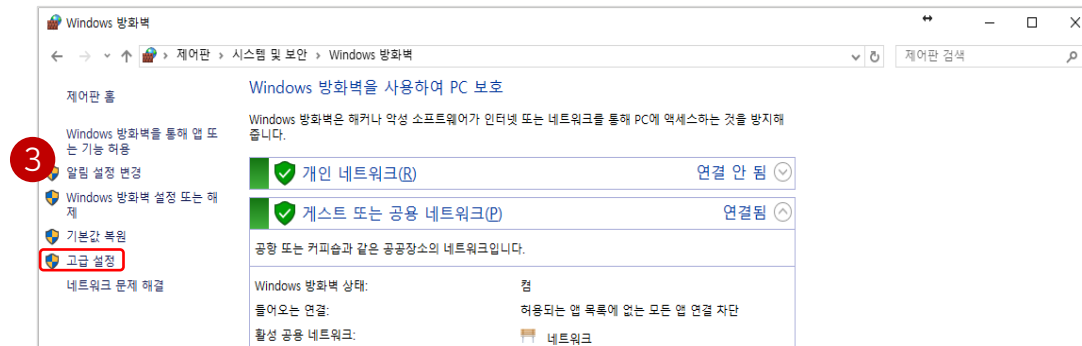 Windows 방화벽
제어판 > 시스템 및 보안 > Windows 방화벽
제어판 검색
제어판 홈
Windows 방화벽을 통해 앱 또
는 기능 허용
3
알림 설정 변경
Windows 방화벽 설정 또는 해
제
기본값 복원
고급 설정
네트워크 문제 해결
Windows 방화벽을 사용하여 PC 보호
Windows 방화벽은 해커나 악성 소프트웨어가 인터넷 또는 네트워크를 통해 PC에 액세스하는 것을 방지해
줍니다.
개인 네트워크(R) 연결 안 됨
게스트 또는 공용 네트워크(P) 연결됨
공항 또는 커피숍과 같은 공공장소의 네트워크입니다.
Windows 방화벽 상태: 켬
들어오는 연결: 허용되는 앱 목록에 없는 모든 앱 연결 차단
활성 공용 네트워크: 네트워크